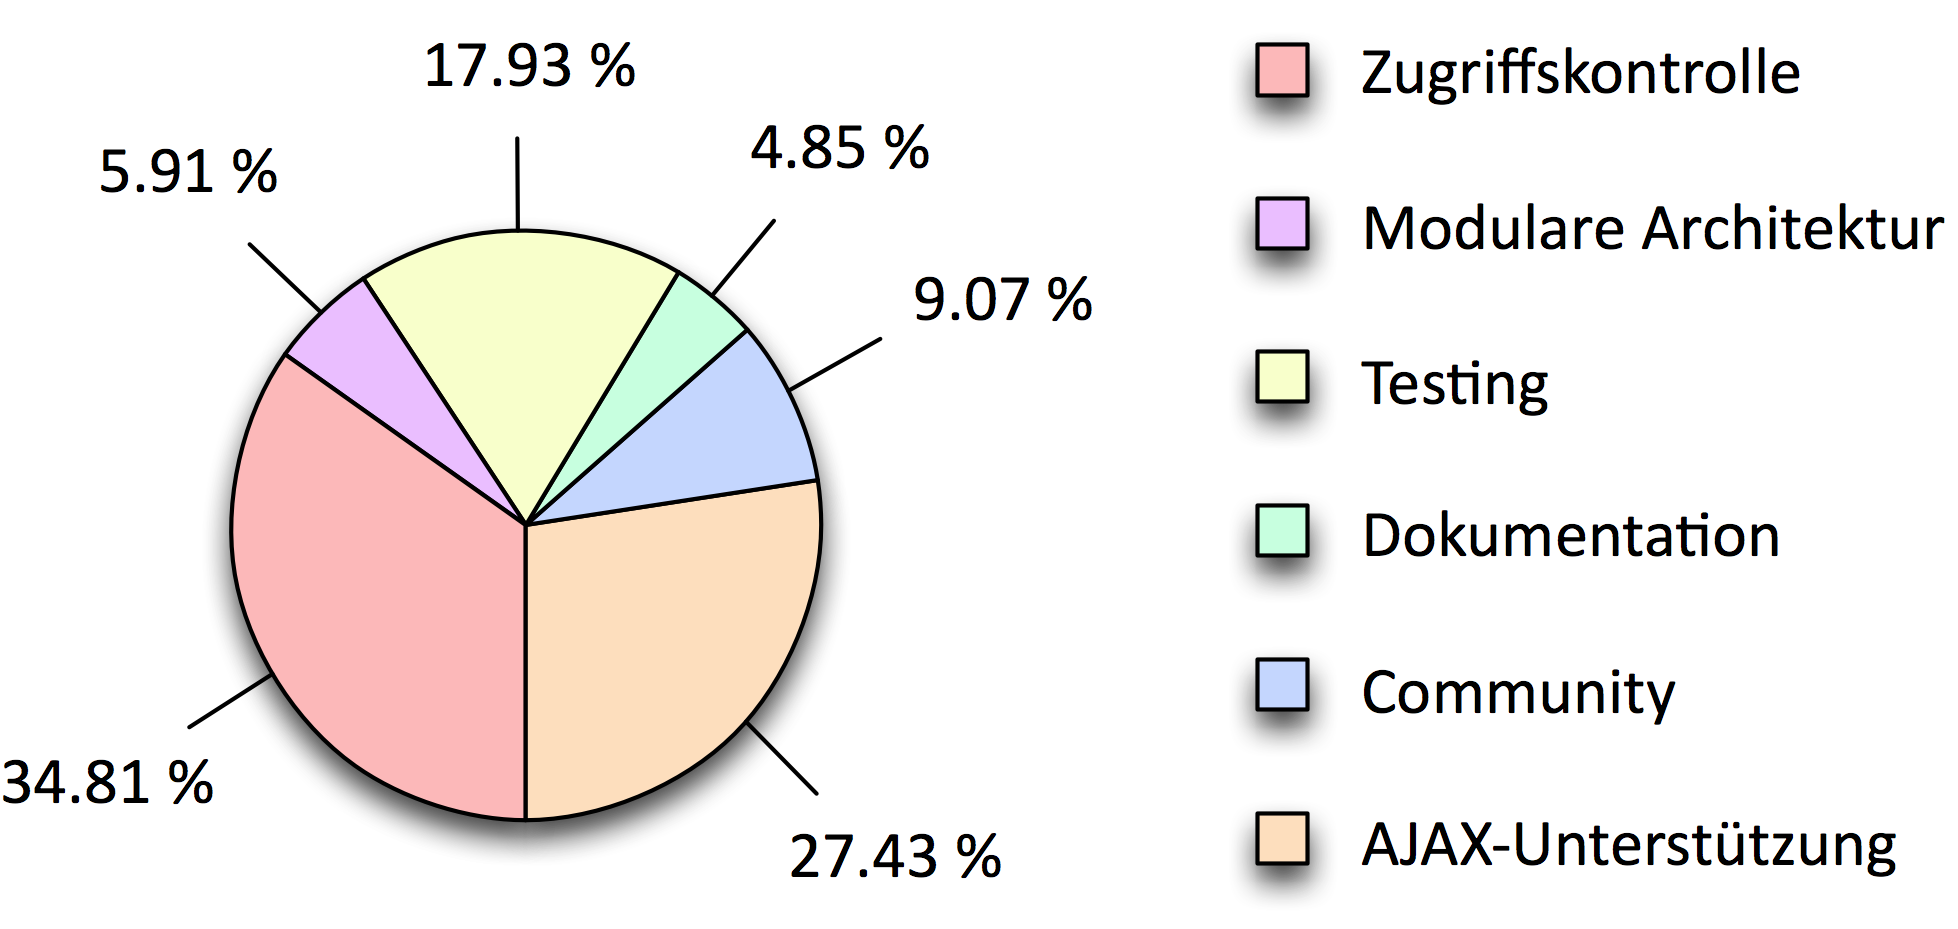 17.93 %
5.91 %
4.85 %
9.07 %
34.81 %
27.43 %
Zugriffskontrolle
Modulare Architektur
Testing
Dokumentation
Community
AJAX-Unterstützung